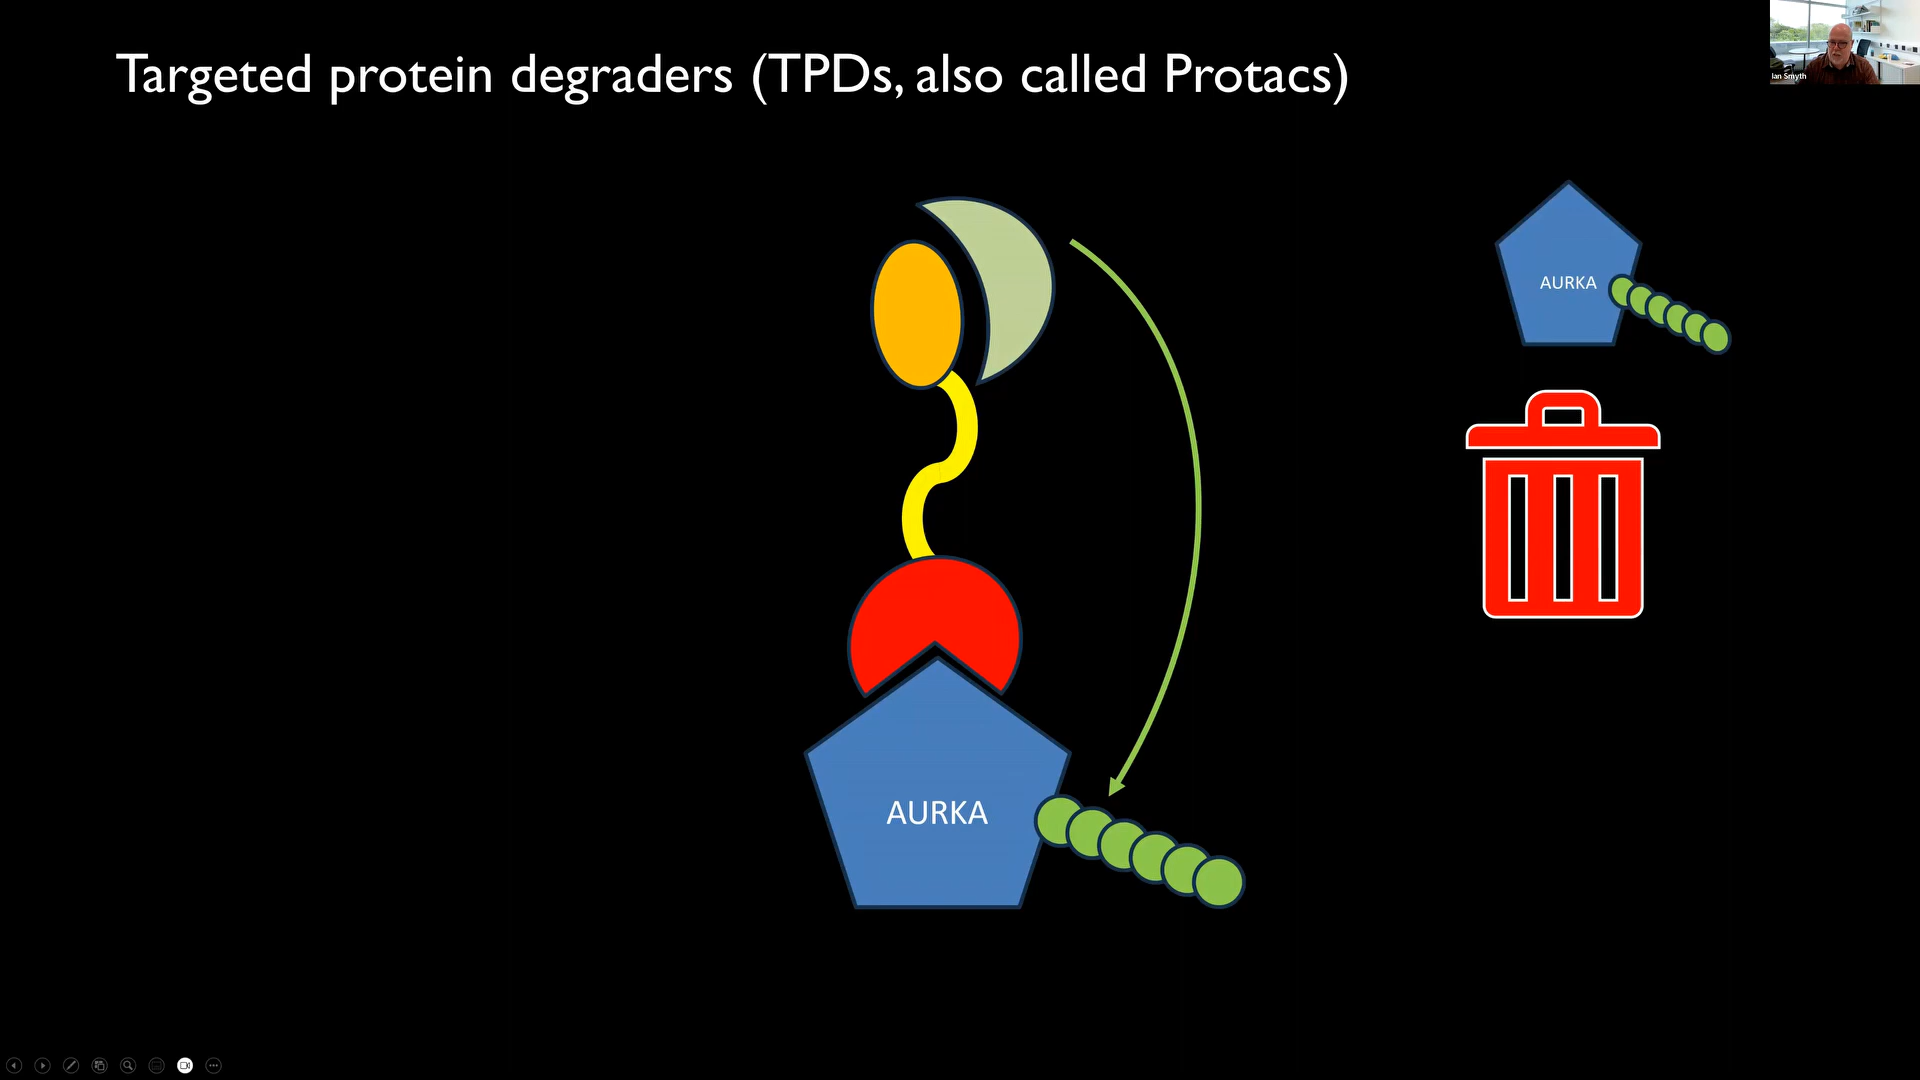 Targeted protein degraders (TPDs, also called Protacs)
Ian Smyth
AURKA
AURKA